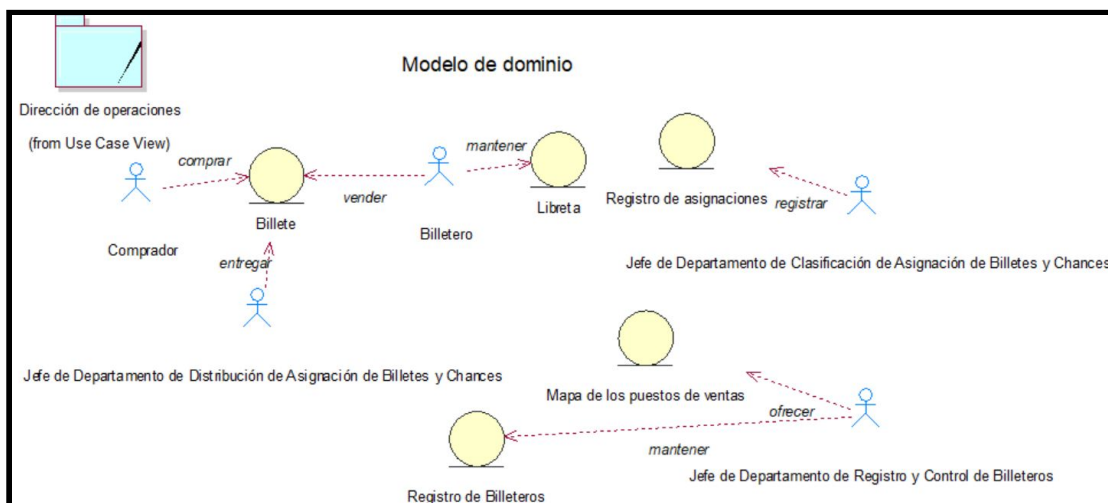 Modelo de dominio
Dirección de operaciones
(from Use Case View)
comprar
mantener
vender
registrar
Billete
Libreta
Registro de asignaciones
Comprador
Billetero
entregar
Jefe de Departamento de Clasificación de Asignación de Billetes y Chances
Jefe de Departamento de Distribución de Asignación de Billetes y Chances
Mapa de los puestos de ventas
ofrecer
mantener
Jefe de Departamento de Registro y Control de Billeteros
Registro de Billeteros